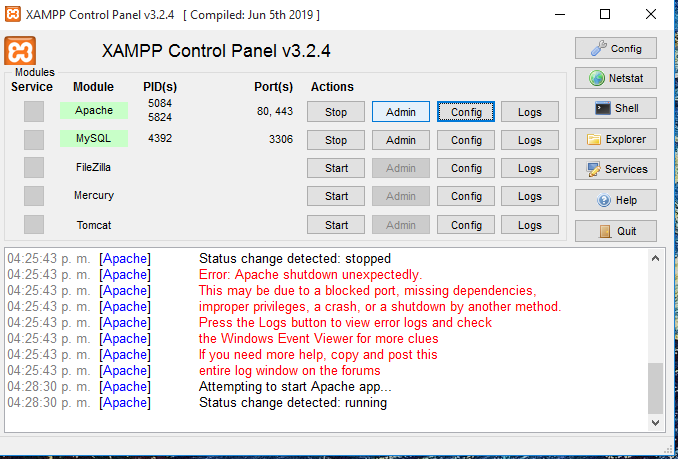 XAMPP Control Panel v3.2.4 [ Compiled: Jun 5th 2019 ]
XAMPP Control Panel v3.2.4
Config
Modules
Service Module PID(s) Port(s) Actions
Netstat
Apache 5084 5824 80, 443 Stop Admin Config Logs
Shell
MySQL 4392 3306 Stop Admin Config Logs
Explorer
FileZilla Start Admin Config Logs
Services
Mercury Start Admin Config Logs
Help
Tomcat Start Admin Config Logs
Quit
04:25:43 p. m. [Apache] Status change detected: stopped
04:25:43 p. m. [Apache] Error: Apache shutdown unexpectedly.
04:25:43 p. m. [Apache] This may be due to a blocked port, missing dependencies,
04:25:43 p. m. [Apache] improper privileges, a crash, or a shutdown by another method.
04:25:43 p. m. [Apache] Press the Logs button to view error logs and check
04:25:43 p. m. [Apache] the Windows Event Viewer for more clues
04:25:43 p. m. [Apache] If you need more help, copy and post this
04:25:43 p. m. [Apache] entire log window on the forums
04:28:30 p. m. [Apache] Attempting to start Apache app...
04:28:30 p. m. [Apache] Status change detected: running